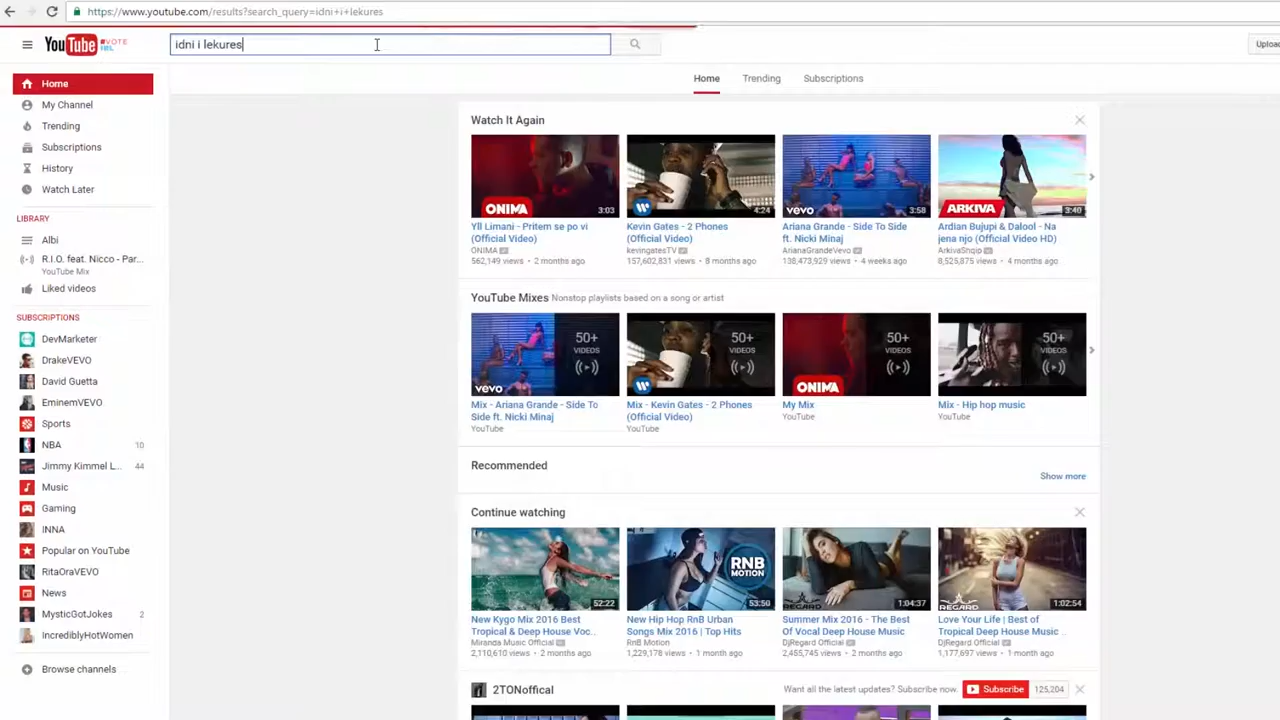 https://www.youtube.com/results?search_query=idni+i+lekures
YouTube #VOTE IRL
idni i lekures
Upload
Home
Trending
Subscriptions
Home
My Channel
Trending
Subscriptions
History
Watch Later
LIBRARY
Albi
R.I.O. feat. Nicco - Par...
YouTube Mix
Liked videos
SUBSCRIPTIONS
DevMarketer
DrakeVEVO
David Guetta
EminemVEVO
Sports
NBA 10
Jimmy Kimmel L... 44
Music
Gaming
INNA
Popular on YouTube
RitaOraVEVO
News
MysticGotJokes 2
IncrediblyHotWomen
Browse channels
Watch It Again
ONIMA 3:03
4:24
vevo 3:58
ARKIVA 3:40
Yll Limani - Pritem se po vi
(Official Video)
ONIMA
562,149 views • 2 months ago
Kevin Gates - 2 Phones
(Official Video)
kevingatesTV
157,602,831 views • 8 months ago
Ariana Grande - Side To Side
ft. Nicki Minaj
ArianaGrandeVevo
138,473,929 views • 4 weeks ago
Ardian Bujupi & Dalool - Na
jena njo (Official Video HD)
ArkivaShqip
8,525,875 views • 4 months ago
YouTube Mixes Nonstop playlists based on a song or artist
50+
VIDEOS
vevo
50+
VIDEOS
50+
VIDEOS
ONIMA
50+
VIDEOS
Mix - Ariana Grande - Side To
Side ft. Nicki Minaj
YouTube
Mix - Kevin Gates - 2 Phones
(Official Video)
YouTube
My Mix
YouTube
Mix - Hip hop music
YouTube
Recommended
Show more
Continue watching
52:22
RNB
MOTION
53:50
REGARD 1:04:37
REGARD 1:02:54
New Kygo Mix 2016 Best
Tropical & Deep House Voc...
Miranda Music Official
2,110,610 views • 2 months ago
New Hip Hop RnB Urban
Songs Mix 2016 | Top Hits
RnB Motion
1,229,178 views • 1 month ago
Summer Mix 2016 - The Best
Of Vocal Deep House Music
DjRegard Official
2,455,745 views • 2 months ago
Love Your Life | Best of
Tropical Deep House Music ...
DjRegard Official
1,177,697 views • 1 month ago
2TONoffical
Want all the latest updates? Subscribe now. Subscribe 125,204